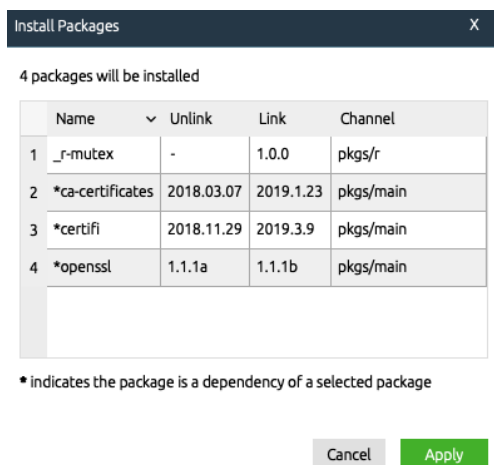 Install Packages X
4 packages will be installed
Name Unlink Link Channel
1 _r-mutex - 1.0.0 pkgs/r
2 *ca-certificates 2018.03.07 2019.1.23 pkgs/main
3 *certifi 2018.11.29 2019.3.9 pkgs/main
4 *openssl 1.1.1a 1.1.1b pkgs/main
* indicates the package is a dependency of a selected package
Cancel Apply